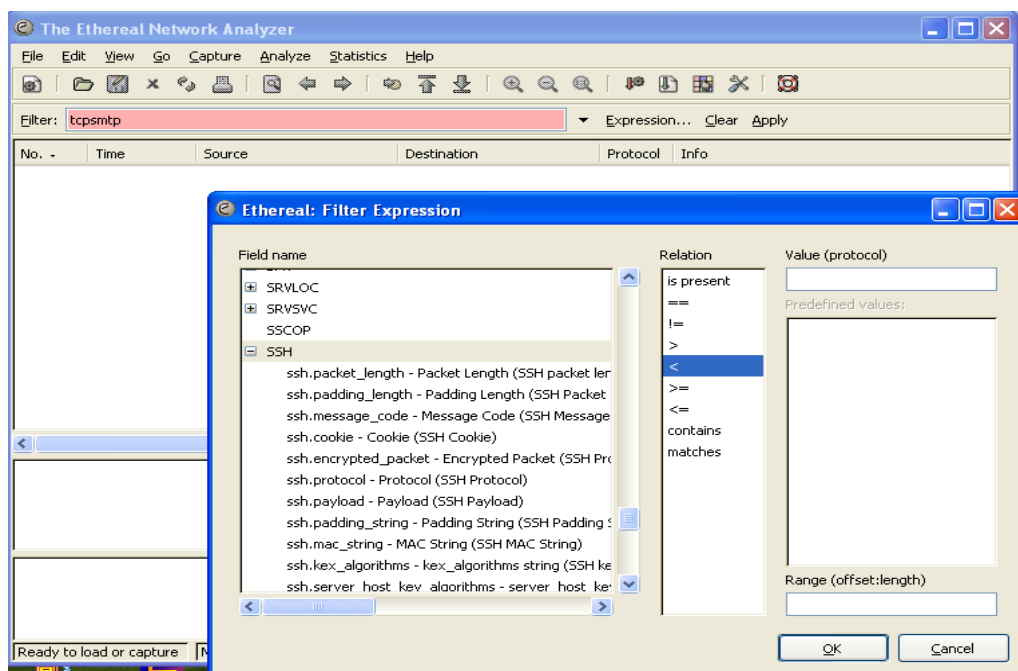 The Ethereal Network Analyzer
File Edit View Go Capture Analyze Statistics Help
Filter: tcpsmtp Expression... Clear Apply
No. Time Source Destination Protocol Info
Ethereal: Filter Expression
Field name
SRVLOC
SRVSVC
SSCOP
SSH
ssh.packet_length - Packet Length (SSH packet len
ssh.padding_length - Padding Length (SSH Packet
ssh.message_code - Message Code (SSH Message
ssh.cookie - Cookie (SSH Cookie)
ssh.encrypted_packet - Encrypted Packet (SSH Pro
ssh.protocol - Protocol (SSH Protocol)
ssh.payload - Payload (SSH Payload)
ssh.padding_string - Padding String (SSH Padding S
ssh.mac_string - MAC String (SSH MAC String)
ssh.kex_algorithms - kex_algorithms string (SSH ke
ssh.server_host_key_algorithms - server_host_key
Relation
is present
==
!=
>
<
>=
<=
contains
matches
Value (protocol)
Predefined values:
Range (offset:length)
OK Cancel
Ready to load or capture